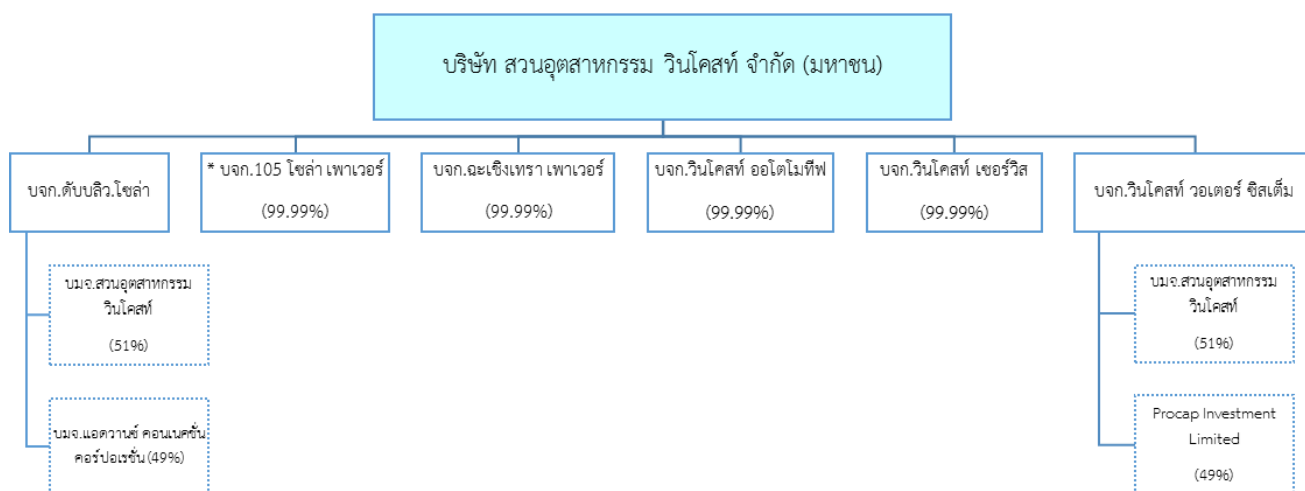 บริษัท สวนอุตสาหกรรม วินโคสท์ จำกัด (มหาชน)
บจก.ดับบลิว.โซล่า
* บจก.105 โซล่า เพาเวอร์
(99.99%)
บจก.ฉะเชิงเทรา เพาเวอร์
(99.99%)
บจก.วินโคสท์ ออโตโมทีฟ
(99.99%)
บจก.วินโคสท์ เซอร์วิส
(99.99%)
บจก.วินโคสท์ วอเตอร์ ซิสเต็ม
บมจ.สวนอุตสาหกรรม
วินโคสท์
(51%)
บมจ.แอดวานซ์ คอนเนคชั่น
คอร์ปอเรชั่น (49%)
บมจ.สวนอุตสาหกรรม
วินโคสท์
(51%)
Procap Investment
Limited
(49%)